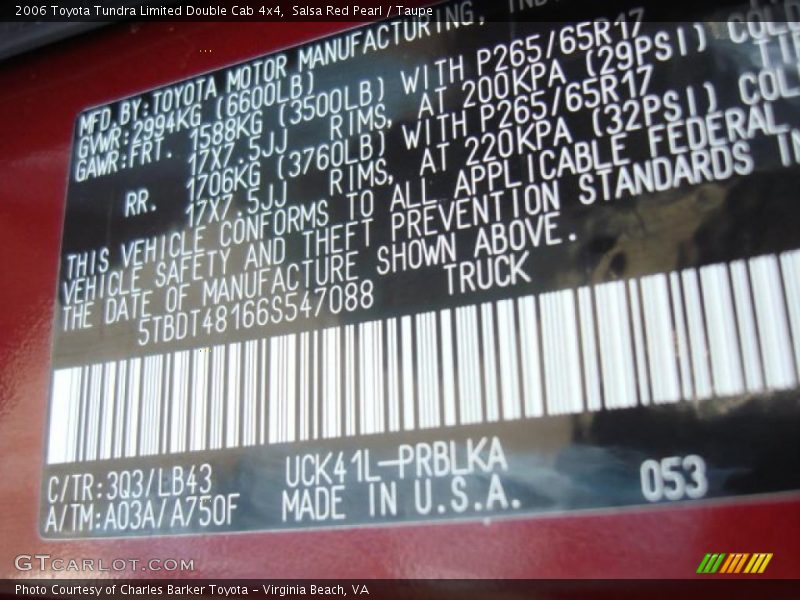 2006 Toyota Tundra Limited Double Cab 4x4, Salsa Red Pearl / Taupe
MFD.BY:TOYOTA MOTOR MANUFACTURING,
GVWR:2994KG (6600LB)
GAWR:FRT. 1588KG (3500LB) WITH P265/65R17
17X7.5JJ RIMS, AT 200KPA (29PSI)
RR. 1706KG (3760LB) WITH P265/65R17
17X7.5JJ RIMS, AT 220KPA (32PSI)
THIS VEHICLE CONFORMS TO ALL APPLICABLE FEDERAL
VEHICLE SAFETY AND THEFT PREVENTION STANDARDS
THE DATE OF MANUFACTURE SHOWN ABOVE.
5TBDT48166S547088 TRUCK
C/TR:3Q3/LB43 UCK41L-PRBLKA 053
A/TM:A03A/A750F MADE IN U.S.A.
GTCARLOT.COM
Photo Courtesy of Charles Barker Toyota - Virginia Beach, VA